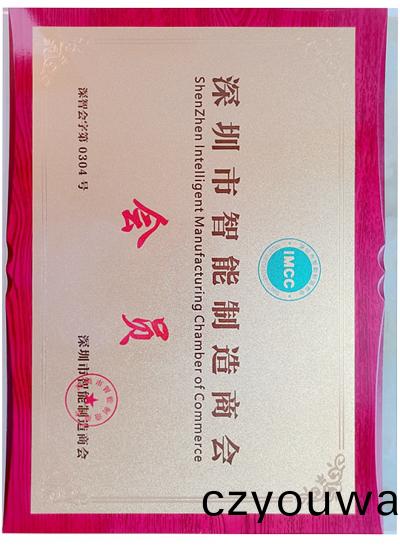 IMCC
深圳市智能制造商会
ShenZhen Intelligent Manufacturing Chamber of Commerce
会员
深智会字第 0304 号
深圳市智能制造商会
czyouwa